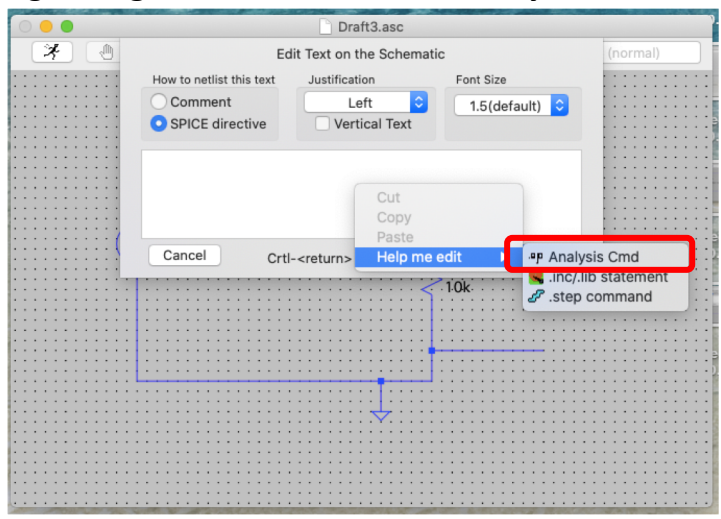 Draft3.asc
(normal)
Edit Text on the Schematic
How to netlist this text
Justification
Font Size
Comment
SPICE directive
Left
Vertical Text
1.5(default)
Cut
Copy
Paste
Help me edit
Cancel
Crtl-<return>
.op Analysis Cmd
.inc/.lib statement
.step command
10k